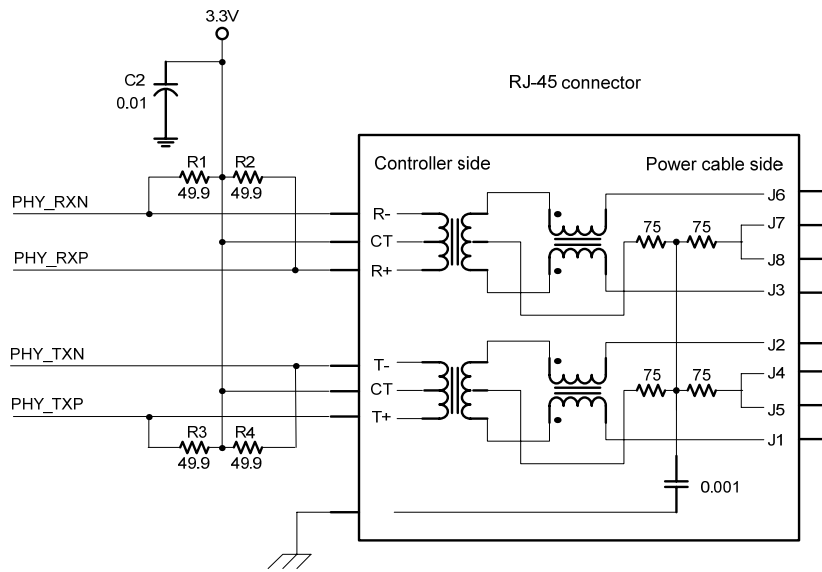 3.3V
C2
0.01
RJ-45 connector
R1
R2
49.9
49.9
Controller side
Power cable side
PHY_RXN
R-
J6
75
75
J7
CT
PHY_RXP
R+
J8
J3
PHY_TXN
T-
J2
75
75
J4
CT
PHY_TXP
T+
J5
R3
R4
J1
49.9
49.9
0.001